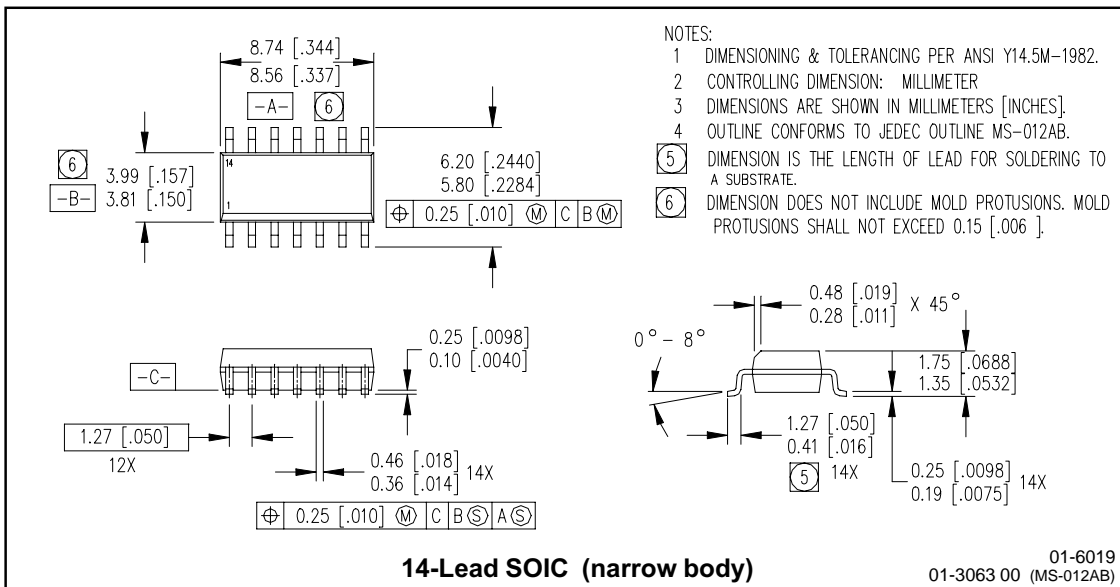 8.74 [.344]
8.56 [.337]
-A-
6
14
1
6
3.99 [.157]
3.81 [.150]
-B-
6.20 [.2440]
5.80 [.2284]
⌖ 0.25 [.010] Ⓜ C B Ⓜ
NOTES:
1 DIMENSIONING & TOLERANCING PER ANSI Y14.5M-1982.
2 CONTROLLING DIMENSION: MILLIMETER
3 DIMENSIONS ARE SHOWN IN MILLIMETERS [INCHES].
4 OUTLINE CONFORMS TO JEDEC OUTLINE MS-012AB.
5 DIMENSION IS THE LENGTH OF LEAD FOR SOLDERING TO
A SUBSTRATE.
6 DIMENSION DOES NOT INCLUDE MOLD PROTUSIONS. MOLD
PROTUSIONS SHALL NOT EXCEED 0.15 [.006 ].
-C-
0.25 [.0098]
0.10 [.0040]
1.27 [.050]
12X
0.46 [.018]
0.36 [.014]
14X
⌖ 0.25 [.010] Ⓜ C B Ⓢ A Ⓢ
0.48 [.019]
0.28 [.011]
X 45°
0° - 8°
1.75 [.0688]
1.35 [.0532]
1.27 [.050]
0.41 [.016]
5 14X
0.25 [.0098]
0.19 [.0075]
14X
14-Lead SOIC (narrow body)
01-6019
01-3063 00 (MS-012AB)